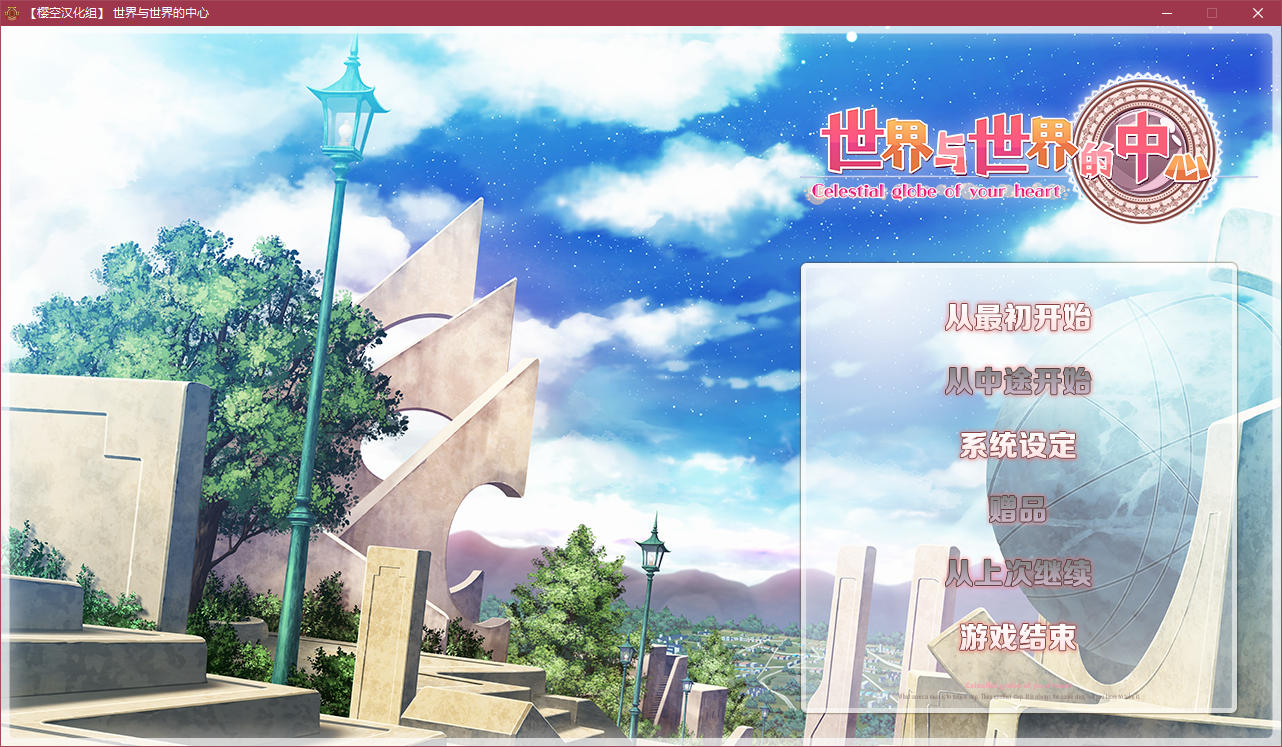 【樱空汉化组】 世界与世界的中心
世界与世界的中心
Celestial globe of your heart
从最初开始
从中途开始
系统设定
赠品
从上次继续
游戏结束